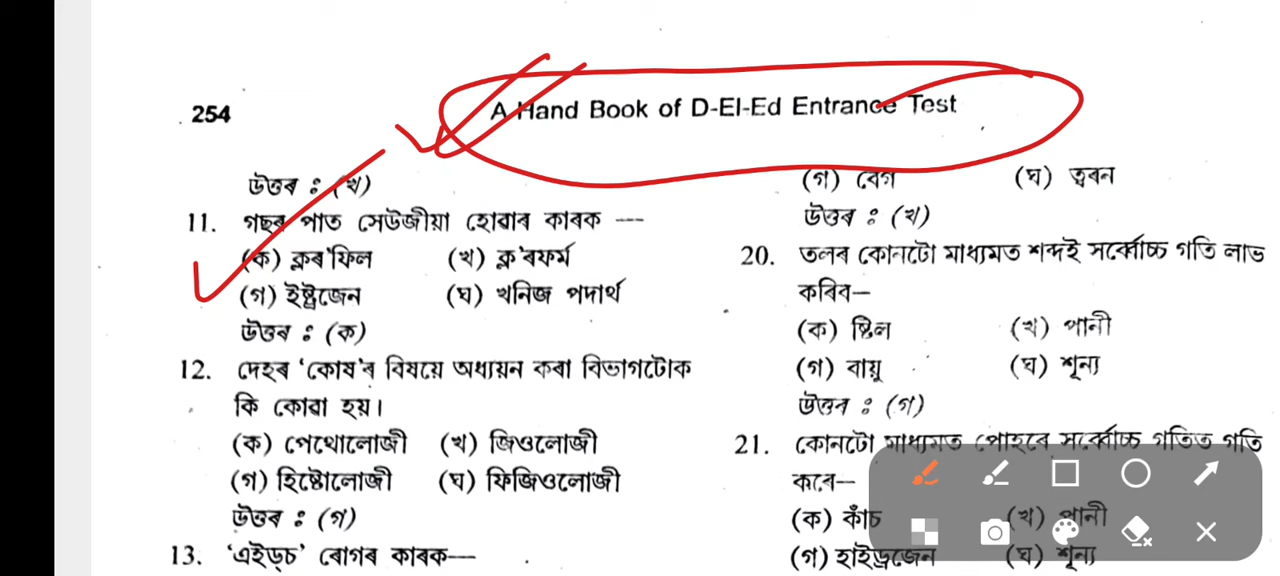 254
A Hand Book of D-El-Ed Entrance Test
উত্তৰ : (খ)
11. গছৰ পাত সেউজীয়া হোৱাৰ কাৰক ---
(ক) ক্লৰ'ফিল (খ) ক্ল'ৰফৰ্ম
(গ) ইষ্ট্ৰজেন (ঘ) খনিজ পদাৰ্থ
উত্তৰ : (ক)
12. দেহৰ ‘কোষ’ৰ বিষয়ে অধ্যয়ন কৰা বিভাগটোক
কি কোৱা হয়।
(ক) পেথোলোজী (খ) জিওলোজী
(গ) হিষ্টোলোজী (ঘ) ফিজিওলোজী
উত্তৰ : (গ)
13. ‘এইড্চ’ ৰোগৰ কাৰক—
(গ) বেগ (ঘ) ত্বৰন
উত্তৰ : (খ)
20. তলৰ কোনটো মাধ্যমত শব্দই সৰ্ব্বোচ্চ গতি লাভ
কৰিব–
(ক) ষ্টিল (খ) পানী
(গ) বায়ু (ঘ) শূন্য
উত্তৰ : (গ)
21. কোনটো মাধ্যমত পোহৰে সৰ্ব্বোচ্চ গতিত গতি
কৰে–
(ক) কাঁচ (খ) পানী
(গ) হাইড্ৰজেন (ঘ) শূন্য